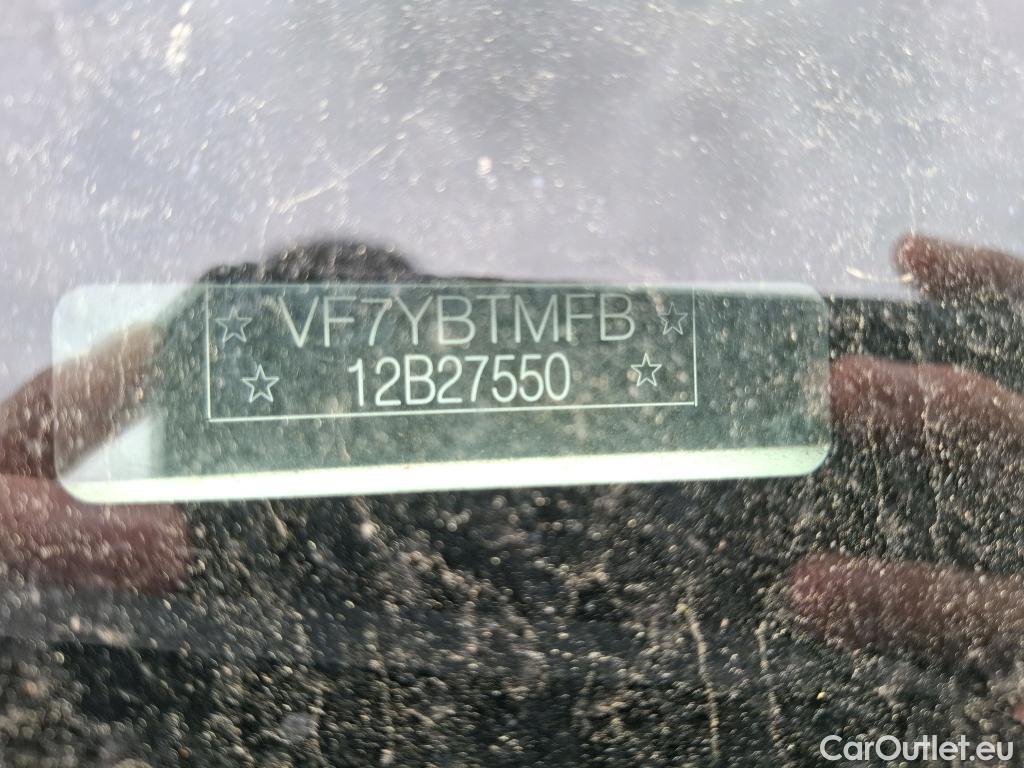 ☆ VF7YBTMFB ☆
☆ 12B27550 ☆
CarOutlet.eu